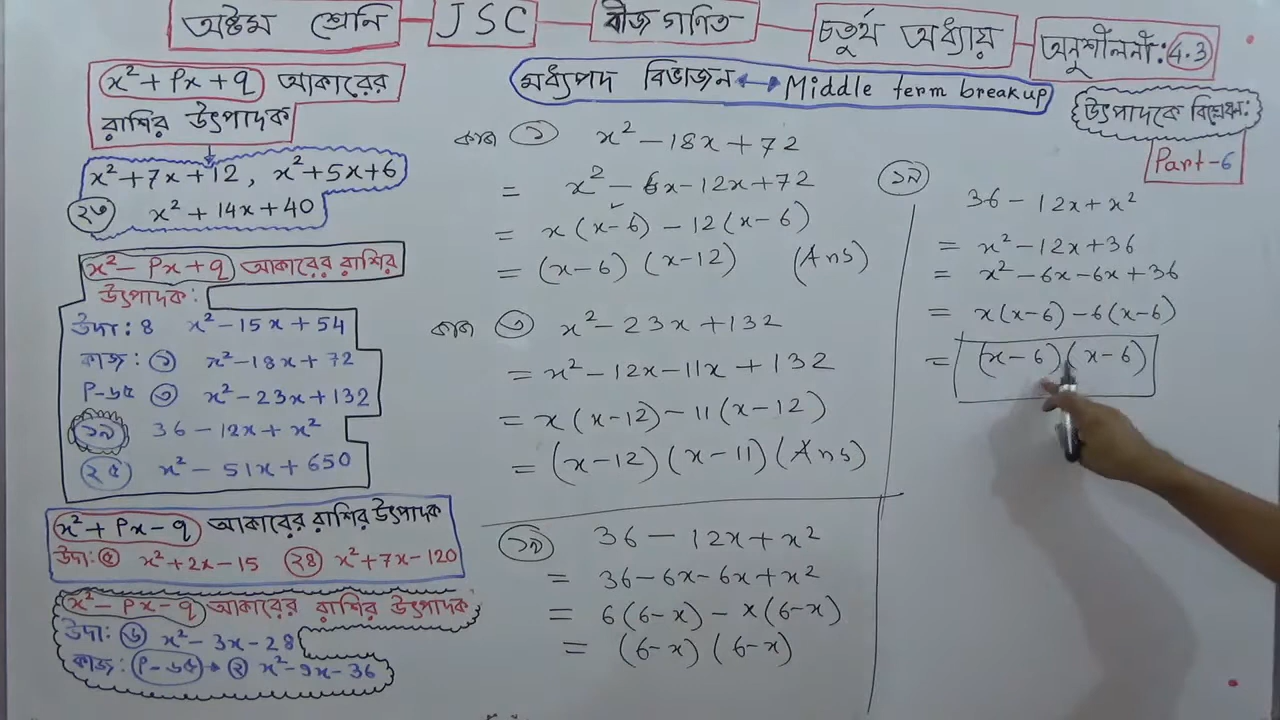 অষ্টম শ্রেনি JSC বীজ গণিত চতুর্থ অধ্যায় অনুশীলনী: 4.3
মধ্যপদ বিভাজন ↔ Middle term breakup
উৎপাদকে বিশ্লেষণ:
Part-6
x² + Px + q আকারের
রাশির উৎপাদক
x² + 7x + 12, x² + 5x + 6
২৩ x² + 14x + 40
x² - Px + q আকারের রাশির
উৎপাদক:
উদা: 8 x² - 15x + 54
কাজ: ১ x² - 18x + 72
P-৬৫ ৩ x² - 23x + 132
১৯ 36 - 12x + x²
২৫ x² - 51x + 650
x² + Px - q আকারের রাশির উৎপাদক
উদা: ৫ x² + 2x - 15 ২৪ x² + 7x - 120
x² - Px - q আকারের রাশির উৎপাদক
উদা: ৬ x² - 3x - 28
কাজ: P-৬৫ → ২ x² - 9x - 36
কাজ ১ x² - 18x + 72
= x² - 6x - 12x + 72
= x(x-6) - 12(x-6)
= (x-6) (x-12) (Ans)
কাজ ৩ x² - 23x + 132
= x² - 12x - 11x + 132
= x(x-12) - 11(x-12)
= (x-12)(x-11)(Ans)
১৯ 36 - 12x + x²
= 36 - 6x - 6x + x²
= 6(6-x) - x(6-x)
= (6-x) (6-x)
১৯
36 - 12x + x²
= x² - 12x + 36
= x² - 6x - 6x + 36
= x(x-6) - 6(x-6)
= (x-6)(x-6)